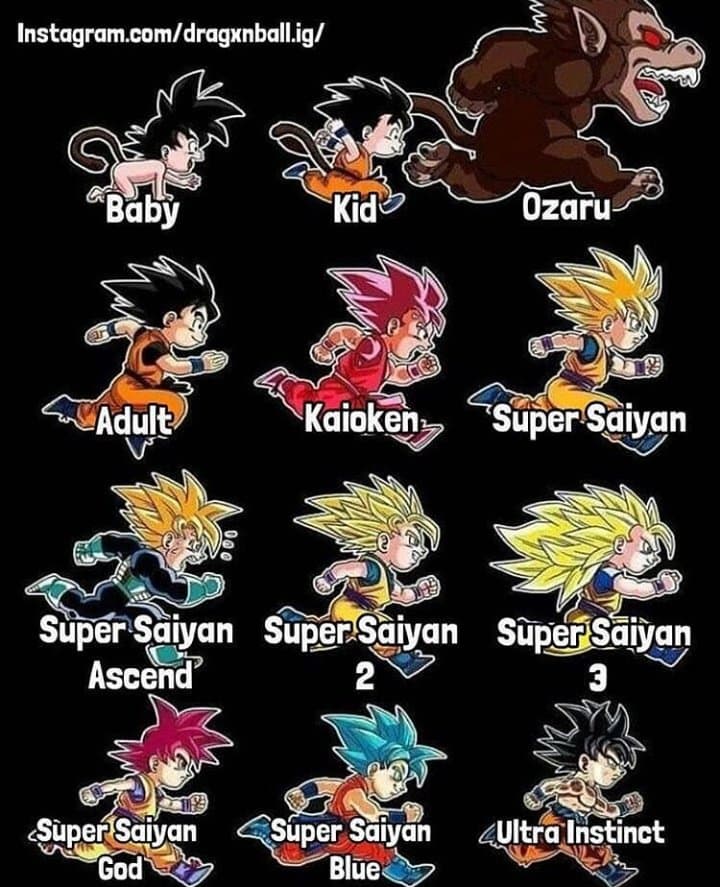 Instagram.com/dragxnball.ig/
Baby
Kid
Ozaru
Adult
Kaioken
Super Saiyan
Super Saiyan
Ascend
Super Saiyan
2
Super Saiyan
3
Super Saiyan
God
Super Saiyan
Blue
Ultra Instinct